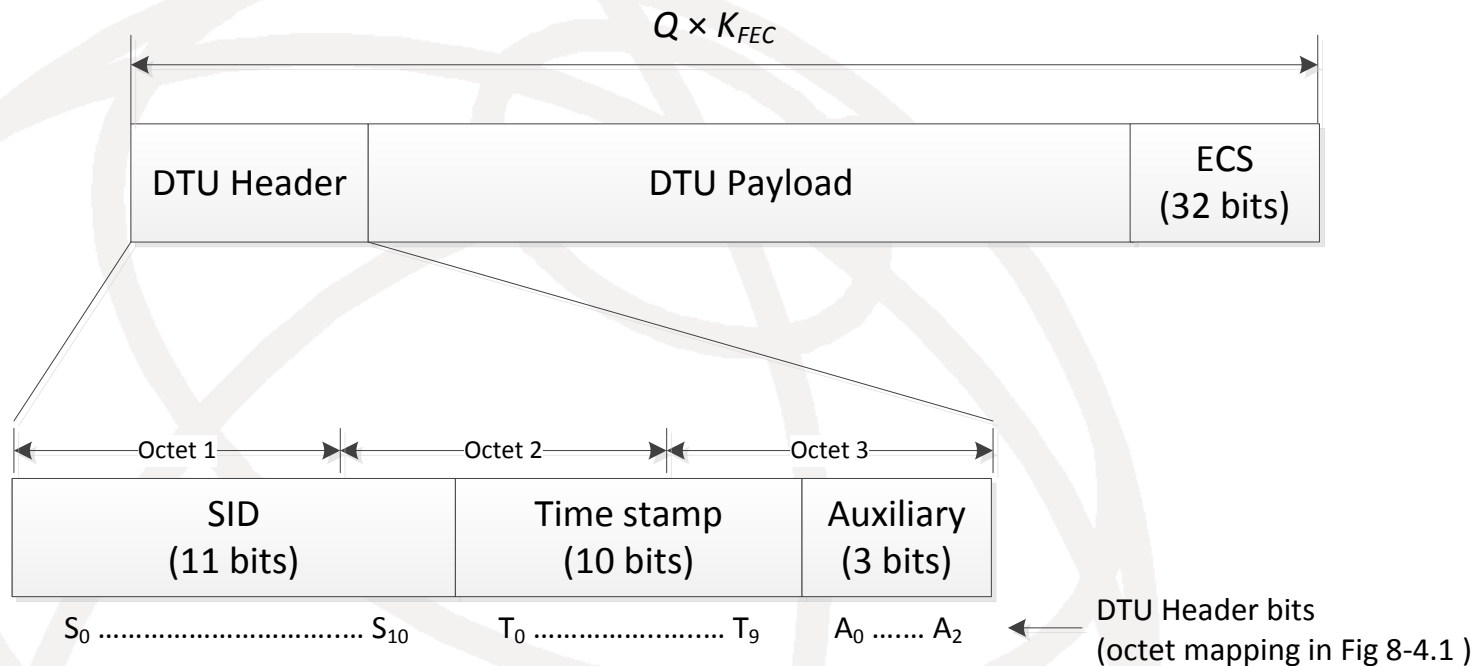 Q × K_FEC
DTU Header
DTU Payload
ECS
(32 bits)
Octet 1
Octet 2
Octet 3
SID
(11 bits)
Time stamp
(10 bits)
Auxiliary
(3 bits)
S₀ ................................ S₁₀
T₀ ........................ T₉
A₀ ....... A₂
DTU Header bits
(octet mapping in Fig 8-4.1 )